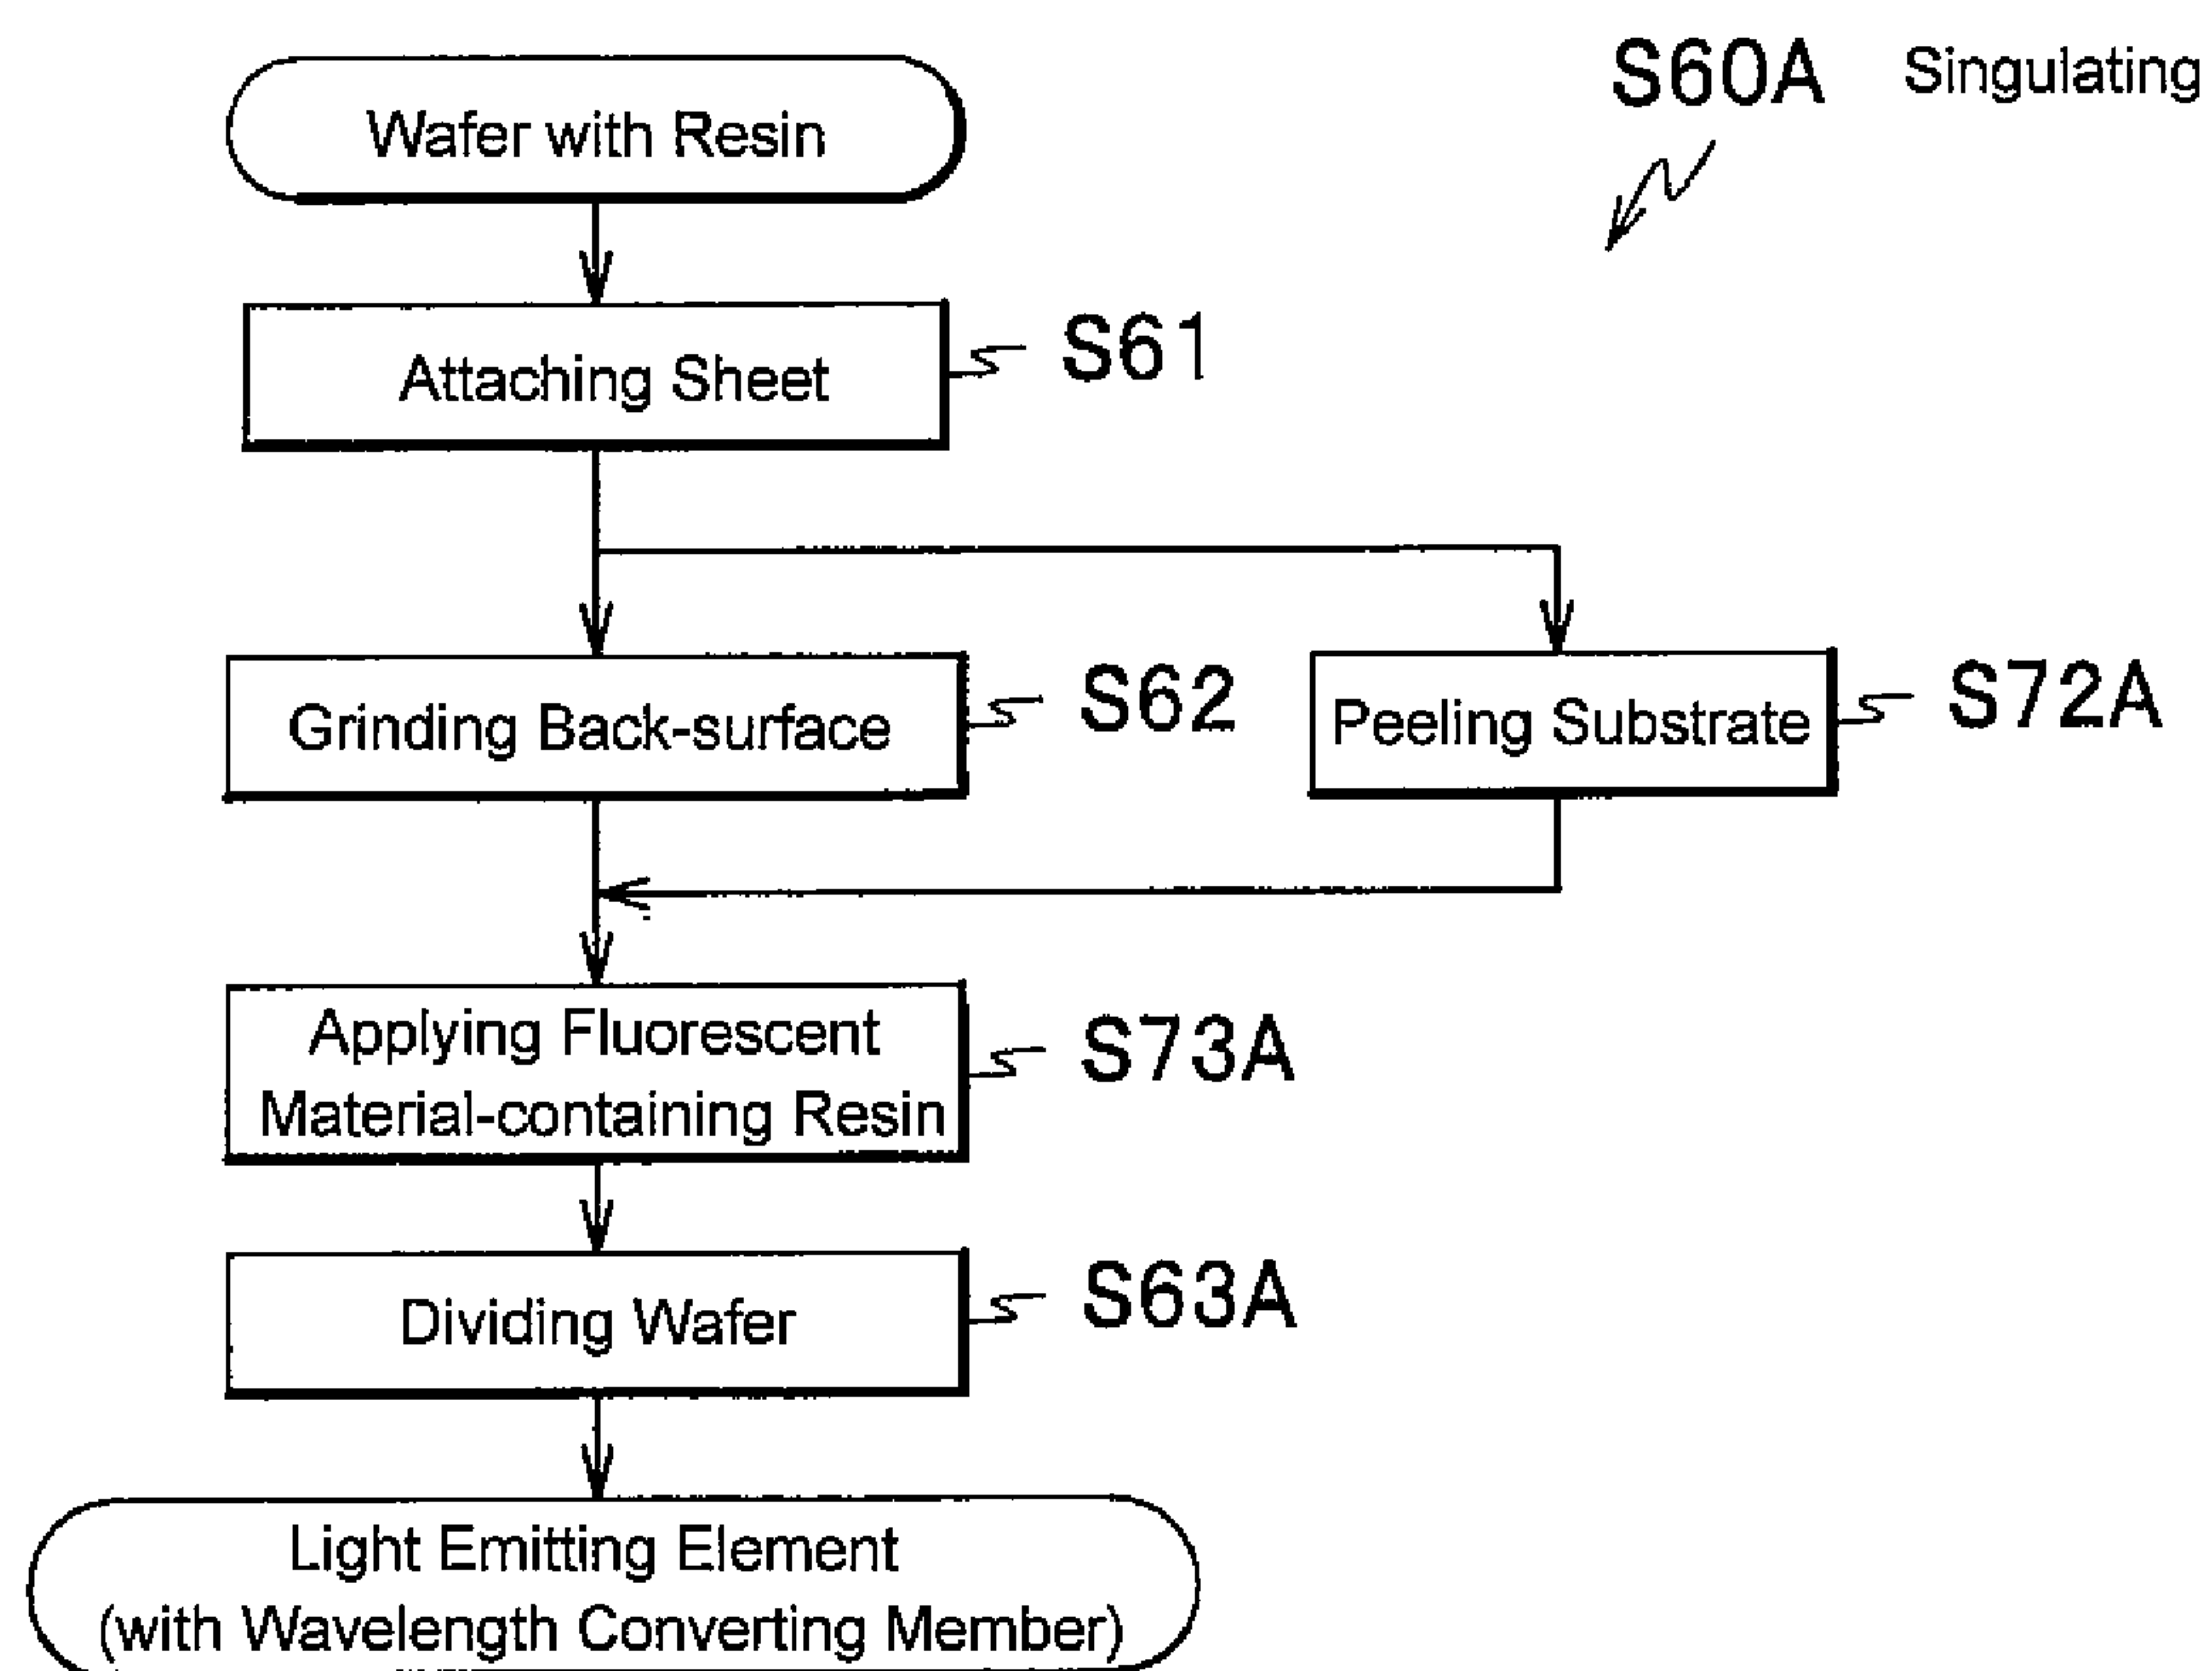 S60A Singulating
Wafer with Resin
Attaching Sheet
S61
Grinding Back-surface
S62
Peeling Substrate
S72A
Applying Fluorescent
Material-containing Resin
S73A
Dividing Wafer
S63A
Light Emitting Element
(with Wavelength Converting Member)